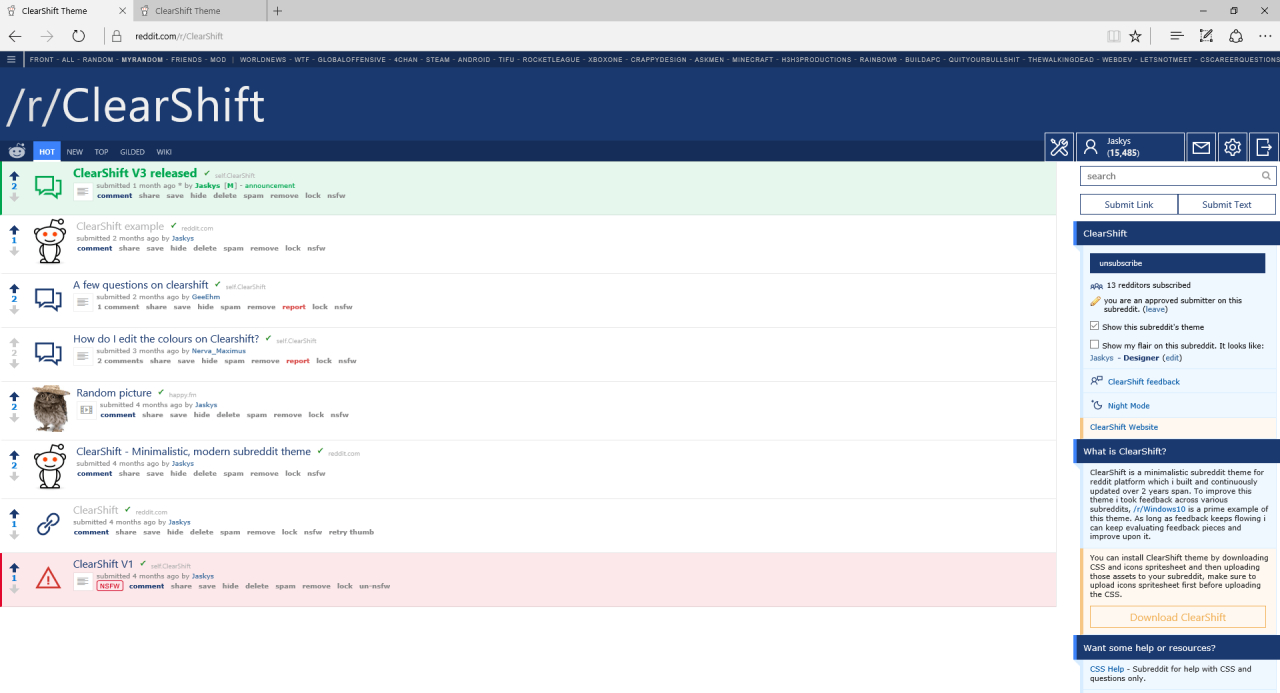 ClearShift Theme
ClearShift Theme
reddit.com/r/ClearShift
FRONT - ALL - RANDOM - MYRANDOM - FRIENDS - MOD | WORLDNEWS - WTF - GLOBALOFFENSIVE - 4CHAN - STEAM - ANDROID - TIFU - ROCKETLEAGUE - XBOXONE - CRAPPYDESIGN - ASKMEN - MINECRAFT - H3H3PRODUCTIONS - RAINBOW6 - BUILDAPC - QUITYOURBULLSHIT - THEWALKINGDEAD - WEBDEV - LETSNOTMEET - CSCAREERQUESTIONS
/r/ClearShift
HOT NEW TOP GILDED WIKI
Jaskys
(15,485)
2
ClearShift V3 released ✓ self.ClearShift
submitted 1 month ago * by Jaskys [M] - announcement
comment share save hide delete spam remove lock nsfw
1
ClearShift example ✓ reddit.com
submitted 2 months ago by Jaskys
comment share save hide delete spam remove lock nsfw
2
A few questions on clearshift ✓ self.ClearShift
submitted 2 months ago by GeeEhm
1 comment share save hide spam remove report lock nsfw
2
How do I edit the colours on Clearshift? ✓ self.ClearShift
submitted 3 months ago by Nerva_Maximus
2 comments share save hide spam remove report lock nsfw
2
Random picture ✓ happy.fm
submitted 4 months ago by Jaskys
comment share save hide delete spam remove lock nsfw
2
ClearShift - Minimalistic, modern subreddit theme ✓ reddit.com
submitted 4 months ago by Jaskys
comment share save hide delete spam remove lock nsfw
1
ClearShift ✓ reddit.com
submitted 4 months ago by Jaskys
comment share save hide delete spam remove lock nsfw retry thumb
1
ClearShift V1 ✓ self.ClearShift
submitted 4 months ago by Jaskys
NSFW comment share save hide delete spam remove lock un-nsfw
search
Submit Link Submit Text
ClearShift
unsubscribe
13 redditors subscribed
you are an approved submitter on this
subreddit. (leave)
Show this subreddit's theme
Show my flair on this subreddit. It looks like:
Jaskys - Designer (edit)
ClearShift feedback
Night Mode
ClearShift Website
What is ClearShift?
ClearShift is a minimalistic subreddit theme for
reddit platform which i built and continuously
updated over 2 years span. To improve this
theme i took feedback across various
subreddits, /r/Windows10 is a prime example of
this theme. As long as feedback keeps flowing i
can keep evaluating feedback pieces and
improve upon it.
You can install ClearShift theme by downloading
CSS and icons spritesheet and then uploading
those assets to your subreddit, make sure to
upload icons spritesheet first before uploading
the CSS.
Download ClearShift
Want some help or resources?
CSS Help - Subreddit for help with CSS and
questions only.